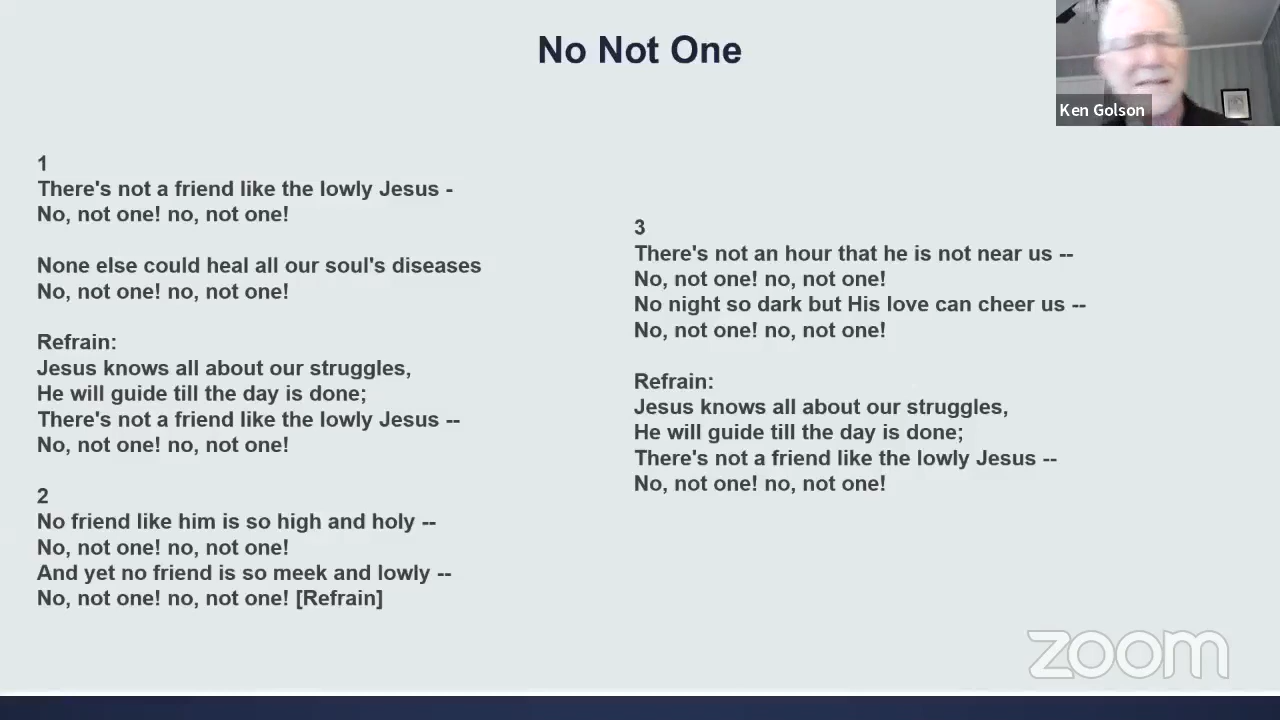 No Not One
Ken Golson
1
There's not a friend like the lowly Jesus -
No, not one! no, not one!
None else could heal all our soul's diseases
No, not one! no, not one!
Refrain:
Jesus knows all about our struggles,
He will guide till the day is done;
There's not a friend like the lowly Jesus --
No, not one! no, not one!
2
No friend like him is so high and holy --
No, not one! no, not one!
And yet no friend is so meek and lowly --
No, not one! no, not one! [Refrain]
3
There's not an hour that he is not near us --
No, not one! no, not one!
No night so dark but His love can cheer us --
No, not one! no, not one!
Refrain:
Jesus knows all about our struggles,
He will guide till the day is done;
There's not a friend like the lowly Jesus --
No, not one! no, not one!
zoom